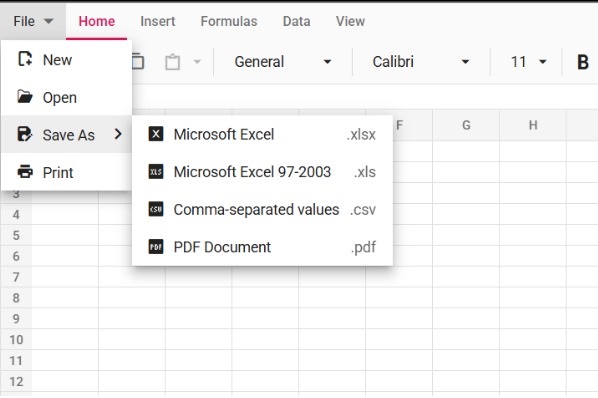 File Home Insert Formulas Data View
New General Calibri 11 B
Open
Save As
Print
Microsoft Excel .xlsx F G H
Microsoft Excel 97-2003 .xls
Comma-separated values .csv
PDF Document .pdf
3
4
5
6
7
8
9
10
11
12